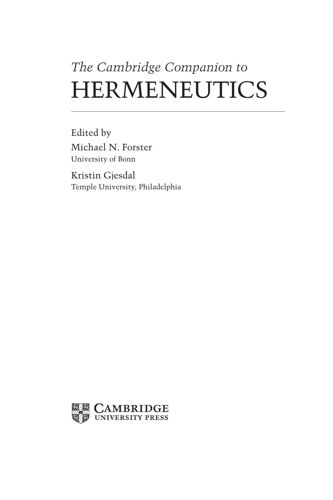 The Cambridge Companion to
HERMENEUTICS
Edited by
Michael N. Forster
University of Bonn
Kristin Gjesdal
Temple University, Philadelphia
CAMBRIDGE
UNIVERSITY PRESS